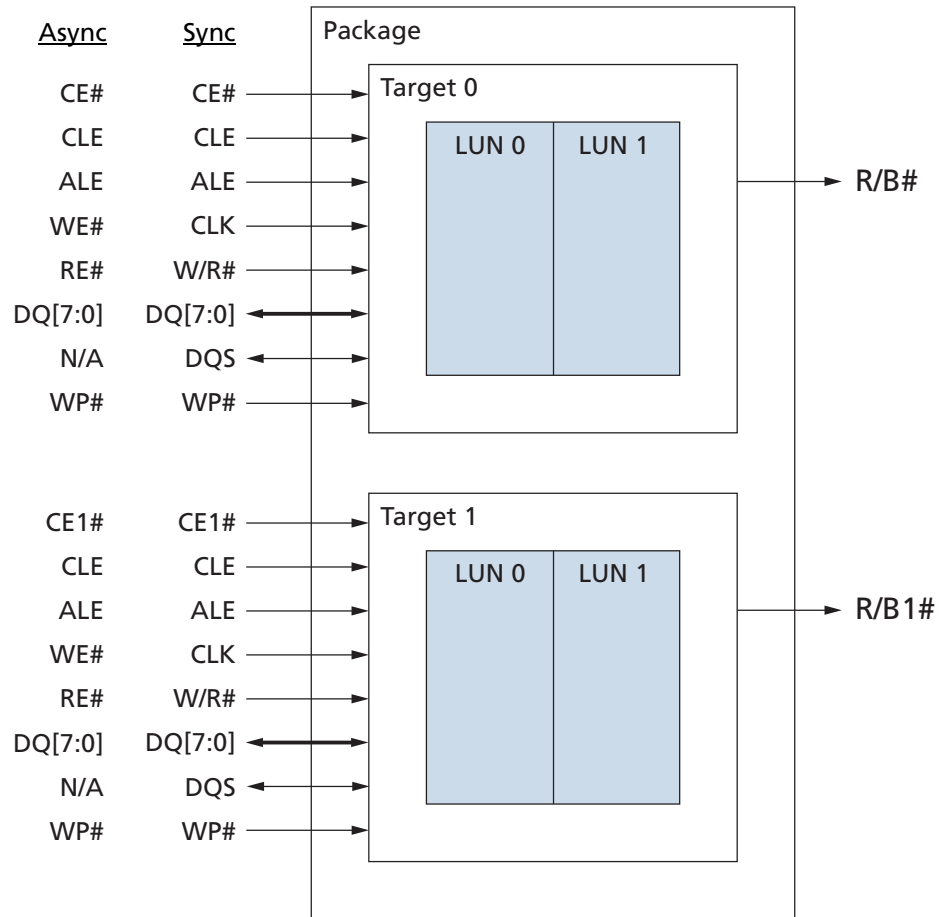 Async Sync Package
CE# CE# Target 0
CLE CLE LUN 0 LUN 1
ALE ALE R/B#
WE# CLK
RE# W/R#
DQ[7:0] DQ[7:0]
N/A DQS
WP# WP#
CE1# CE1# Target 1
CLE CLE LUN 0 LUN 1
ALE ALE R/B1#
WE# CLK
RE# W/R#
DQ[7:0] DQ[7:0]
N/A DQS
WP# WP#